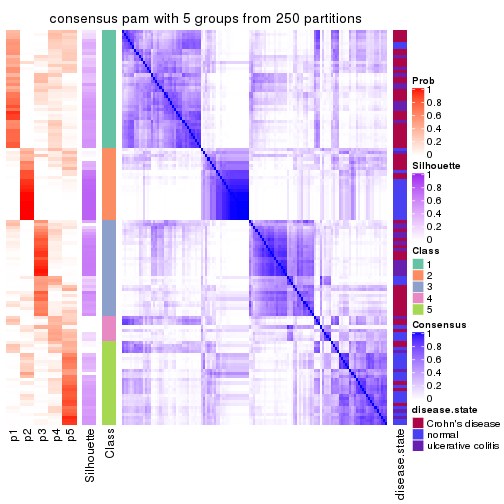 consensus pam with 5 groups from 250 partitions
p1
p2
p3
p4
p5
Silhouette
Class
disease.state
Prob
1
0.8
0.6
0.4
0.2
0
Silhouette
1
0.8
0.6
0.4
0.2
0
Class
1
2
3
4
5
Consensus
1
0.8
0.6
0.4
0.2
0
disease.state
Crohn's disease
normal
ulcerative colitis